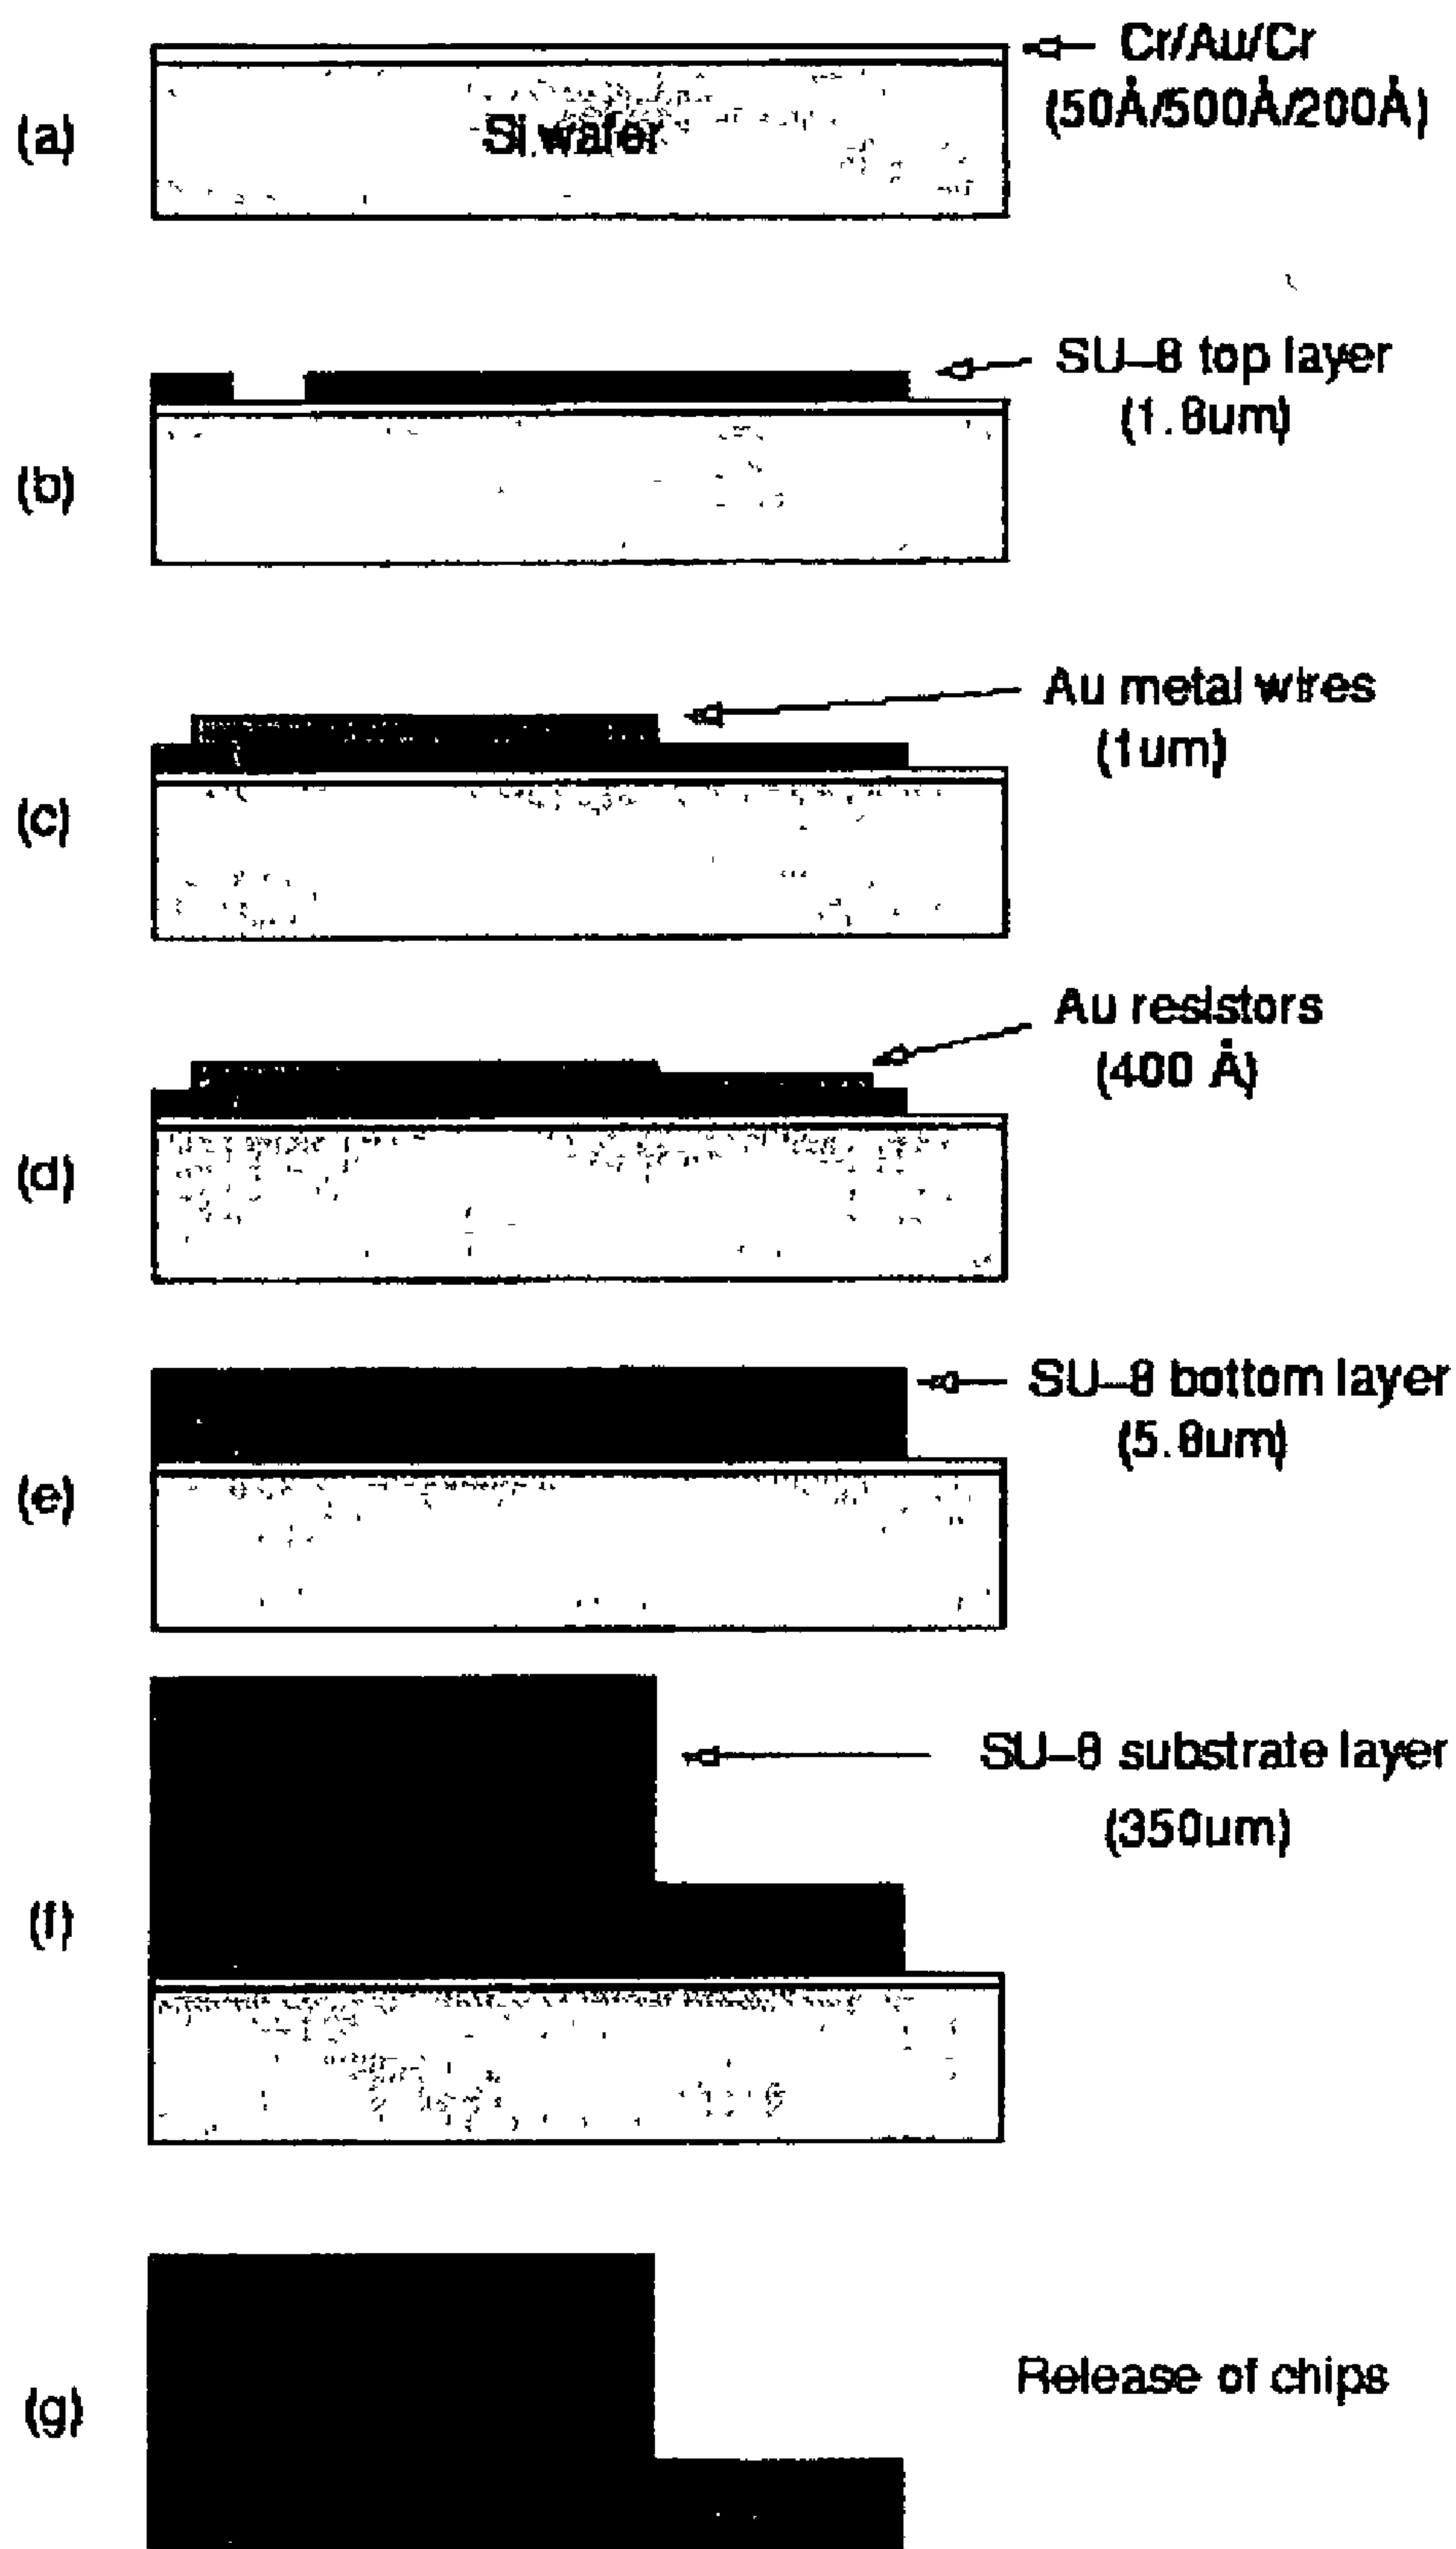 Cr/Au/Cr
(50Å/500Å/200Å)
(a)
Si wafer
SU–8 top layer
(1.8um)
(b)
Au metal wires
(1um)
(c)
Au resistors
(400 Å)
(d)
SU–8 bottom layer
(5.8um)
(e)
SU–8 substrate layer
(350um)
(f)
Release of chips
(g)